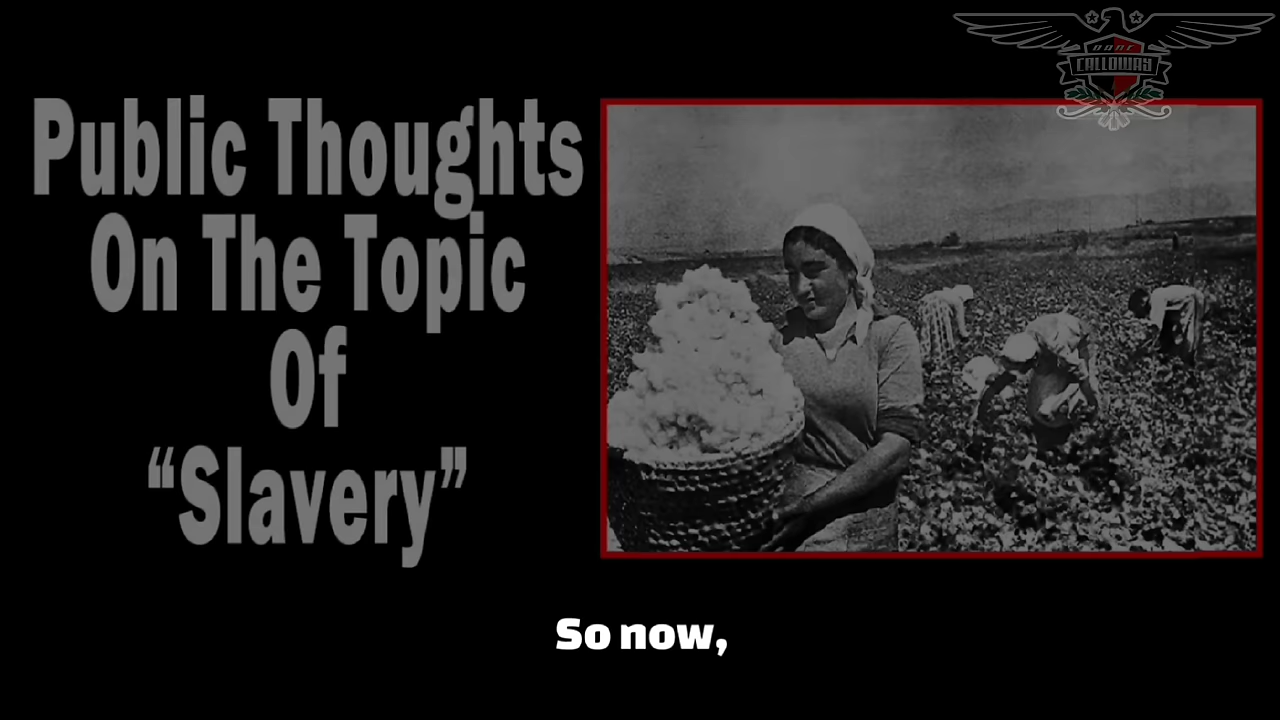 Public Thoughts
On The Topic
Of
“Slavery”
CALLOWAY
So now,